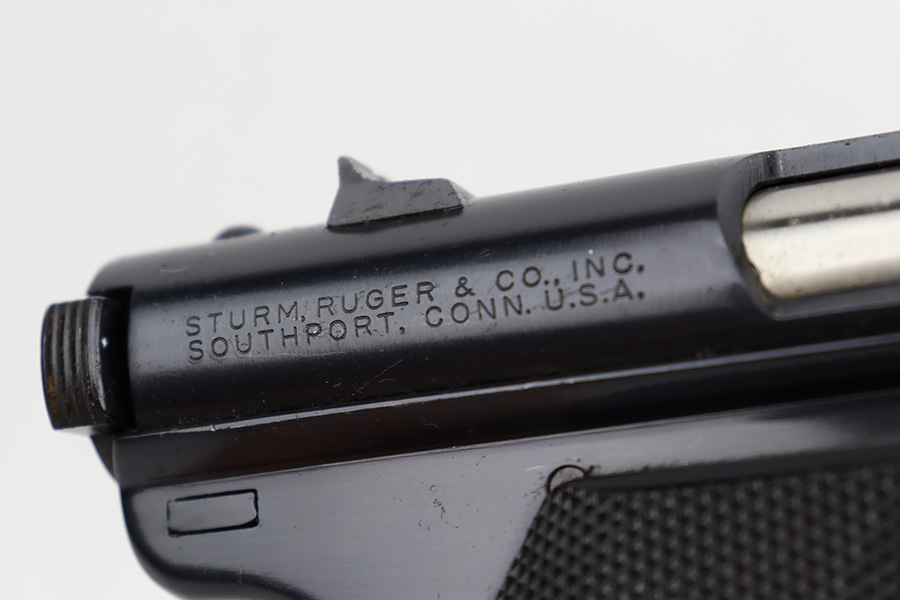 STURM, RUGER & CO., INC.
SOUTHPORT, CONN. U.S.A.